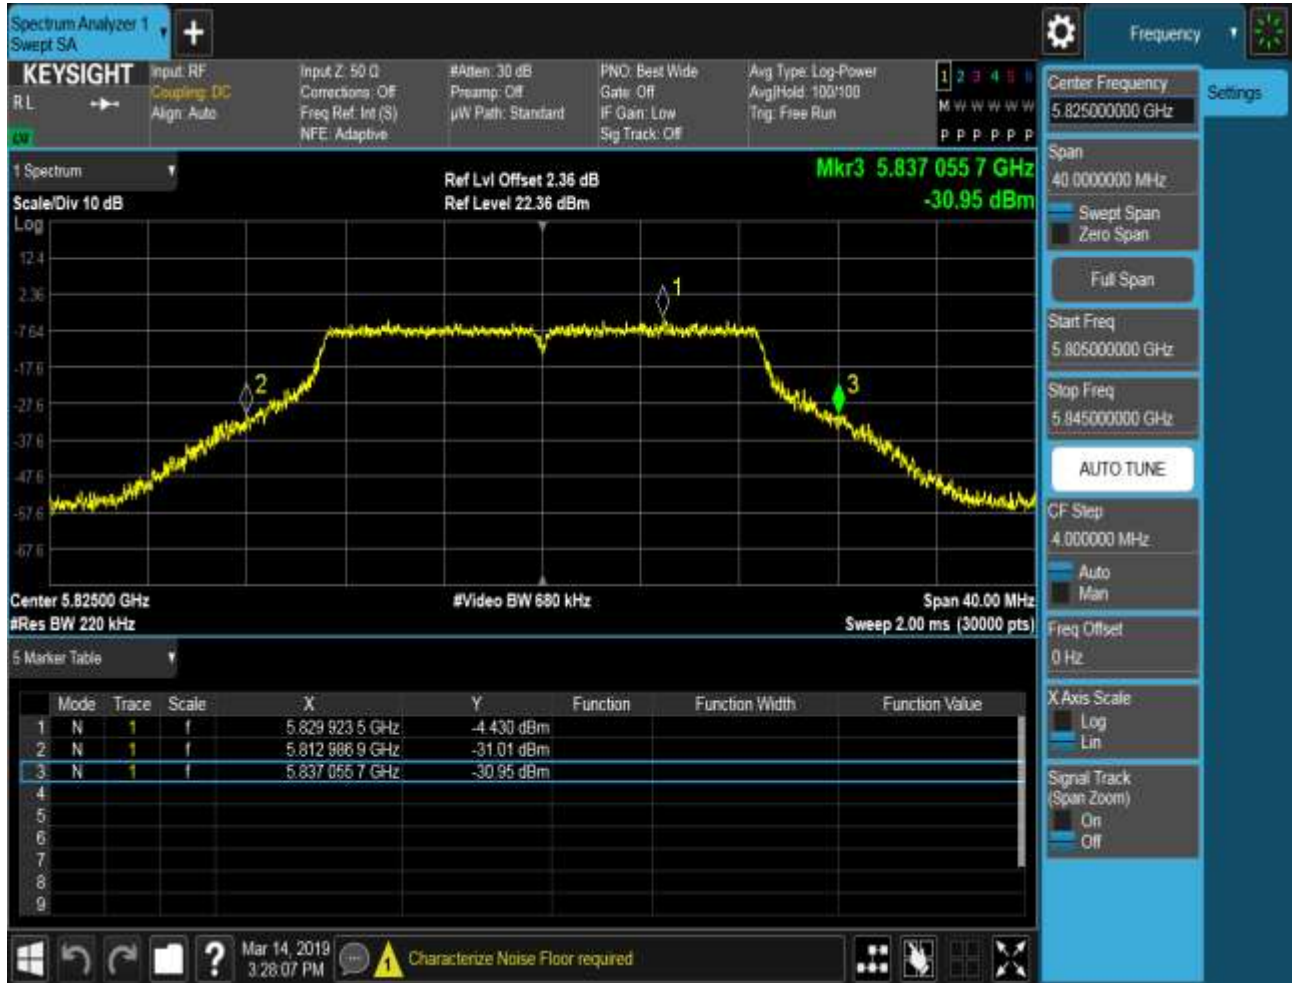 Spectrum Analyzer 1
Swept SA
+
Frequency
KEYSIGHT
RL
Input: RF
Coupling: DC
Align: Auto
Input Z: 50 Ω
Corrections: Off
Freq Ref: Int (S)
NFE: Adaptive
#Atten: 30 dB
Preamp: Off
µW Path: Standard
PNO: Best Wide
Gate: Off
IF Gain: Low
Sig Track: Off
Avg Type: Log-Power
Avg|Hold: 100/100
Trig: Free Run
1 2 3 4 5 6
M W W W W W
P P P P P P
1 Spectrum
Scale/Div 10 dB
Ref Lvl Offset 2.36 dB
Ref Level 22.36 dBm
Mkr3 5.837 055 7 GHz
-30.95 dBm
Log
12.4
2.36
-7.64
-17.6
-27.6
-37.6
-47.6
-57.6
-67.6
1
2
3
Center 5.82500 GHz
#Video BW 680 kHz
Span 40.00 MHz
#Res BW 220 kHz
Sweep 2.00 ms (30000 pts)
5 Marker Table
Mode Trace Scale X Y Function Function Width Function Value
1 N 1 f 5.829 923 5 GHz -4.430 dBm
2 N 1 f 5.812 986 9 GHz -31.01 dBm
3 N 1 f 5.837 055 7 GHz -30.95 dBm
4
5
6
7
8
9
Mar 14, 2019
3:28:07 PM
?
1
Characterize Noise Floor required
Center Frequency
5.825000000 GHz
Settings
Span
40.0000000 MHz
Swept Span
Zero Span
Full Span
Start Freq
5.805000000 GHz
Stop Freq
5.845000000 GHz
AUTO TUNE
CF Step
4.000000 MHz
Auto
Man
Freq Offset
0 Hz
X Axis Scale
Log
Lin
Signal Track
(Span Zoom)
On
Off